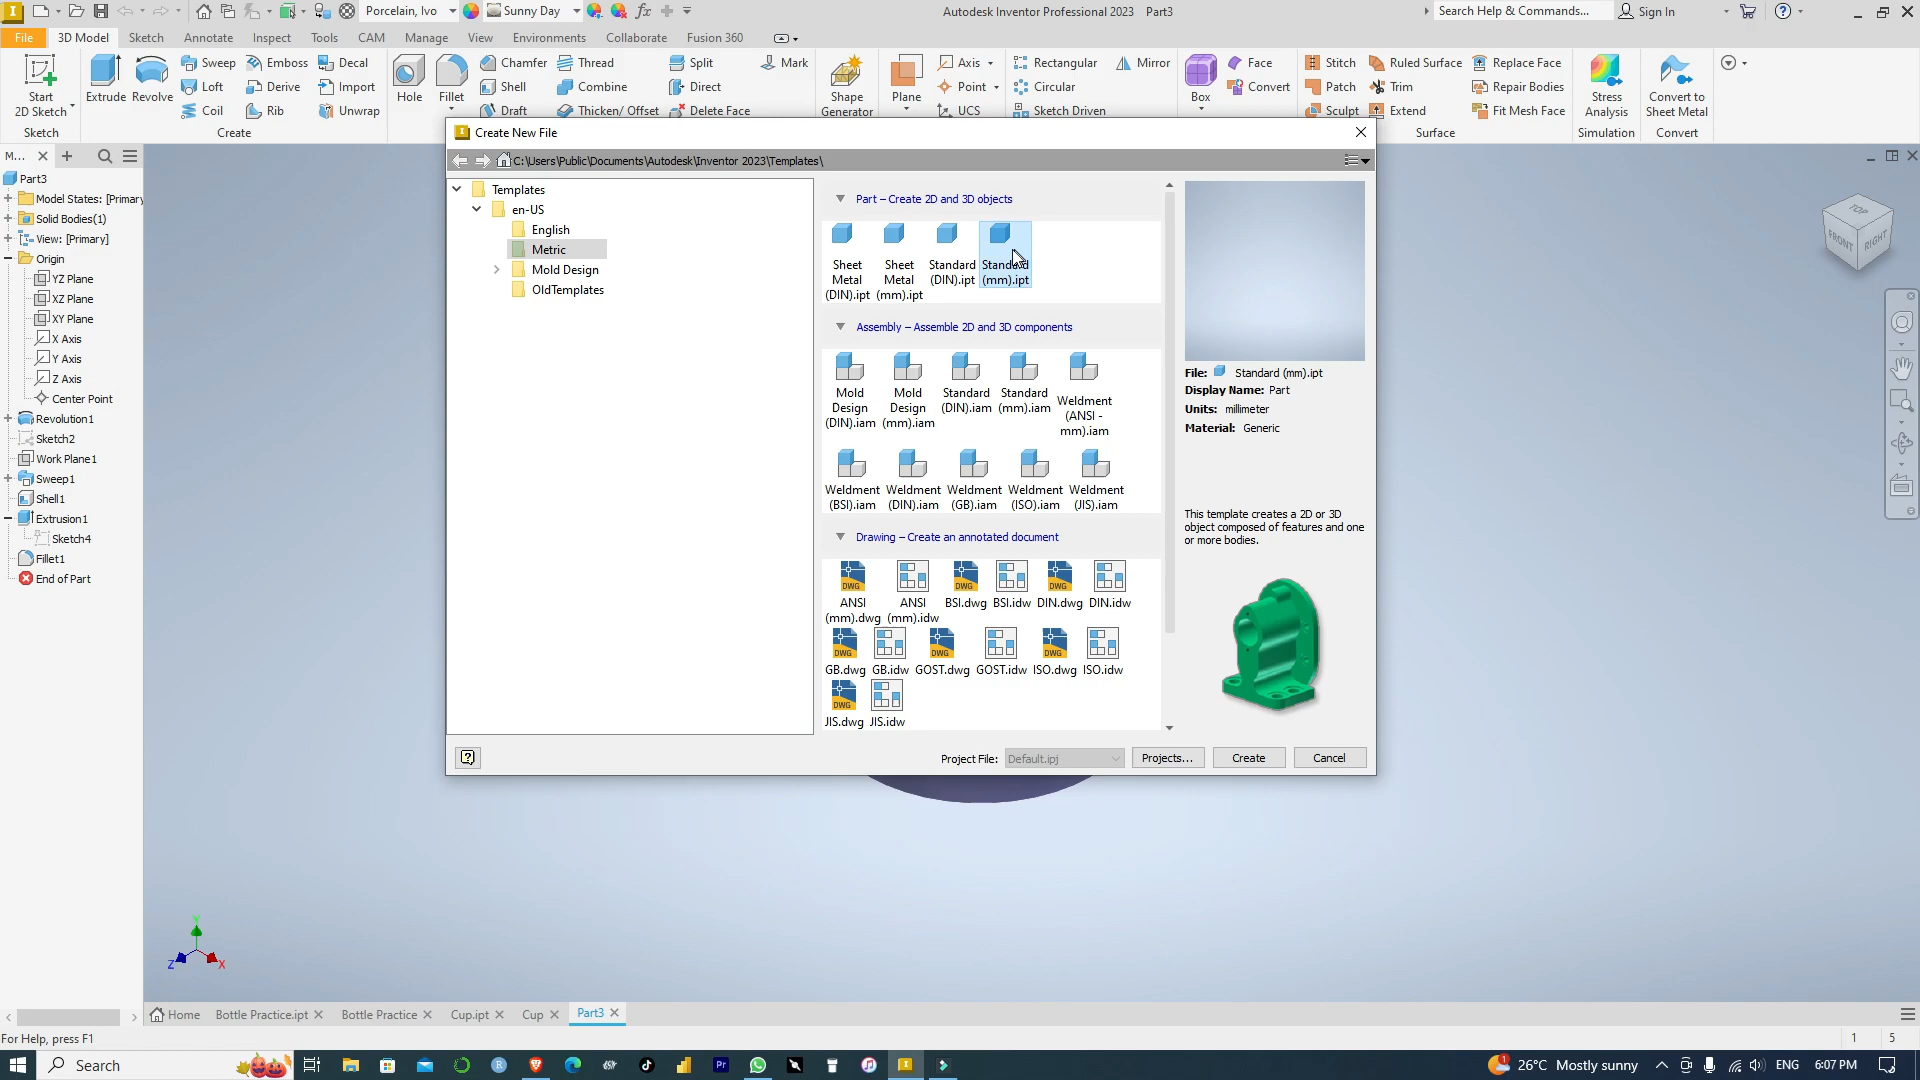 Porcelain, Ivo
Sunny Day
Autodesk Inventor Professional 2023 Part3
Search Help & Commands...
Sign In
File 3D Model Sketch Annotate Inspect Tools CAM Manage View Environments Collaborate Fusion 360
Start
2D Sketch
Extrude
Revolve
Sweep
Loft
Coil
Emboss
Derive
Rib
Decal
Import
Unwrap
Hole
Fillet
Chamfer
Shell
Draft
Thread
Combine
Thicken/ Offset
Split
Direct
Delete Face
Mark
Shape
Generator
Plane
Axis
Point
UCS
Rectangular
Circular
Sketch Driven
Mirror
Box
Face
Convert
Stitch
Patch
Sculpt
Ruled Surface
Trim
Extend
Replace Face
Repair Bodies
Fit Mesh Face
Stress
Analysis
Convert to
Sheet Metal
Sketch
Create
Surface
Simulation
Convert
M...
Part3
Model States: [Primary
Solid Bodies(1)
View: [Primary]
Origin
YZ Plane
XZ Plane
XY Plane
X Axis
Y Axis
Z Axis
Center Point
Revolution1
Sketch2
Work Plane1
Sweep1
Shell1
Extrusion1
Sketch4
Fillet1
End of Part
Create New File
C:\Users\Public\Documents\Autodesk\Inventor 2023\Templates\
Templates
en-US
English
Metric
Mold Design
OldTemplates
Part – Create 2D and 3D objects
Sheet Metal (DIN).ipt
Sheet Metal (mm).ipt
Standard (DIN).ipt
Standard (mm).ipt
Assembly – Assemble 2D and 3D components
Mold Design (DIN).iam
Mold Design (mm).iam
Standard (DIN).iam
Standard (mm).iam
Weldment (ANSI - mm).iam
Weldment (BSI).iam
Weldment (DIN).iam
Weldment (GB).iam
Weldment (ISO).iam
Weldment (JIS).iam
Drawing – Create an annotated document
DWG DWG DWG
ANSI (mm).dwg
ANSI (mm).idw
BSI.dwg
BSI.idw
DIN.dwg
DIN.idw
DWG DWG DWG
GB.dwg
GB.idw
GOST.dwg
GOST.idw
ISO.dwg
ISO.idw
DWG
JIS.dwg
JIS.idw
File: Standard (mm).ipt
Display Name: Part
Units: millimeter
Material: Generic
This template creates a 2D or 3D
object composed of features and one
or more bodies.
Project File: Default.ipj
Projects...
Create
Cancel
TOP
FRONT
RIGHT
Y
Z
X
Home
Bottle Practice.ipt
Bottle Practice
Cup.ipt
Cup
Part3
For Help, press F1
1 5
Search
26°C Mostly sunny
ENG
6:07 PM